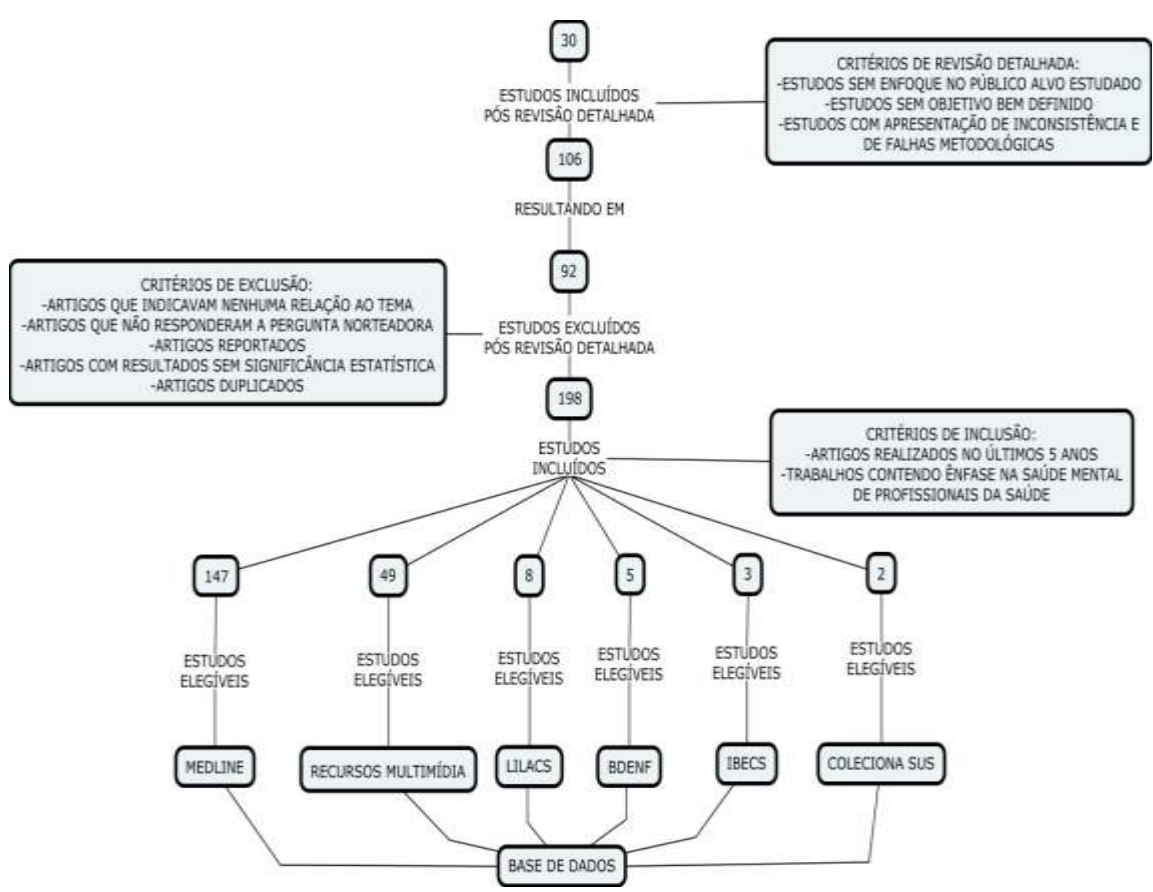 30
ESTUDOS INCLUÍDOS
PÓS REVISÃO DETALHADA
CRITÉRIOS DE REVISÃO DETALHADA:
-ESTUDOS SEM ENFOQUE NO PÚBLICO ALVO ESTUDADO
-ESTUDOS SEM OBJETIVO BEM DEFINIDO
-ESTUDOS COM APRESENTAÇÃO DE INCONSISTÊNCIA E
DE FALHAS METODOLÓGICAS
106
RESULTANDO EM
92
CRITÉRIOS DE EXCLUSÃO:
-ARTIGOS QUE INDICAVAM NENHUMA RELAÇÃO AO TEMA
-ARTIGOS QUE NÃO RESPONDERAM A PERGUNTA NORTEADORA
-ARTIGOS REPORTADOS
-ARTIGOS COM RESULTADOS SEM SIGNIFICÂNCIA ESTATÍSTICA
-ARTIGOS DUPLICADOS
ESTUDOS EXCLUÍDOS
PÓS REVISÃO DETALHADA
198
ESTUDOS
INCLUÍDOS
CRITÉRIOS DE INCLUSÃO:
-ARTIGOS REALIZADOS NO ÚLTIMOS 5 ANOS
-TRABALHOS CONTENDO ÊNFASE NA SAÚDE MENTAL
DE PROFISSIONAIS DA SAÚDE
147
49
8
5
3
2
ESTUDOS
ELEGÍVEIS
ESTUDOS
ELEGÍVEIS
ESTUDOS
ELEGÍVEIS
ESTUDOS
ELEGÍVEIS
ESTUDOS
ELEGÍVEIS
ESTUDOS
ELEGÍVEIS
MEDLINE
RECURSOS MULTIMÍDIA
LILACS
BDENF
IBECS
COLECIONA SUS
BASE DE DADOS